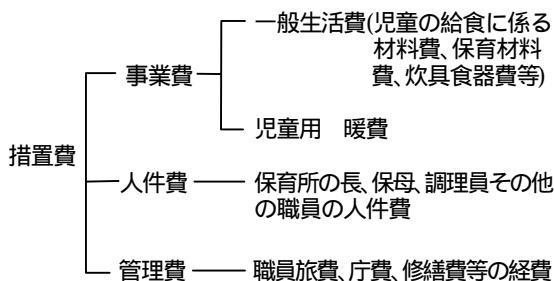 措置費
事業費
一般生活費(児童の給食に係る
材料費、保育材料
費、炊具食器費等)
児童用 暖費
人件費
保育所の長、保母、調理員その他
の職員の人件費
管理費
職員旅費、庁費、修繕費等の経費